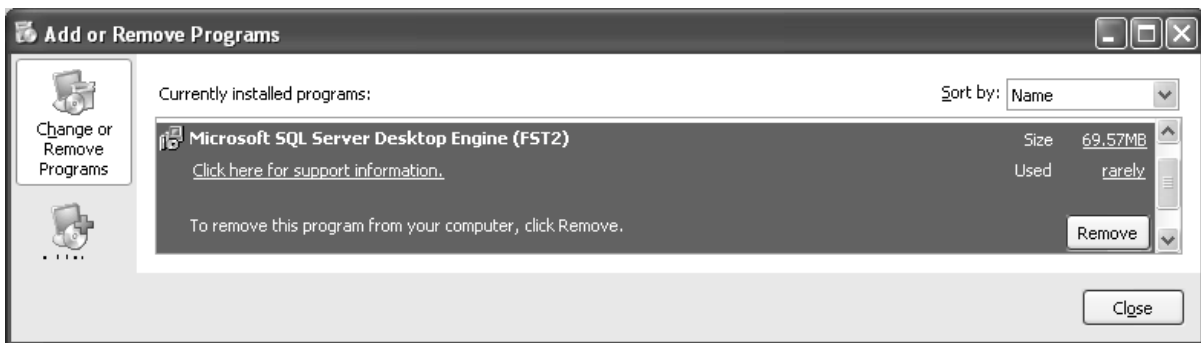 Add or Remove Programs
Change or
Remove
Programs
Currently installed programs:
Sort by: Name
Microsoft SQL Server Desktop Engine (FST2)
Size 69.57MB
Click here for support information.
Used rarely
To remove this program from your computer, click Remove.
Remove
Close